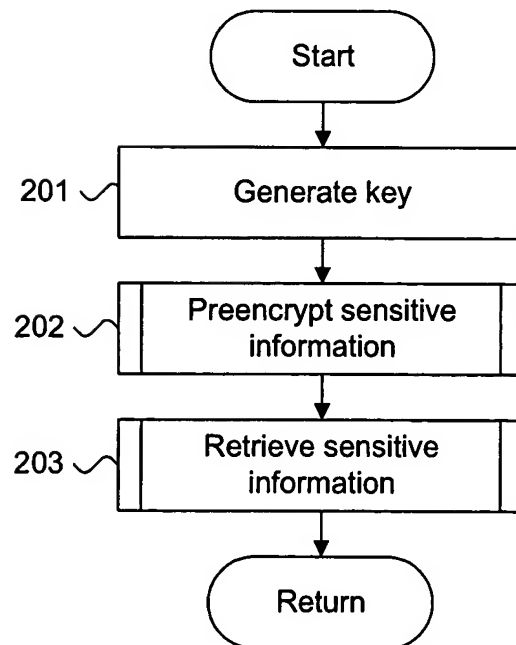 Start
201
Generate key
202
Preencrypt sensitive
information
203
Retrieve sensitive
information
Return